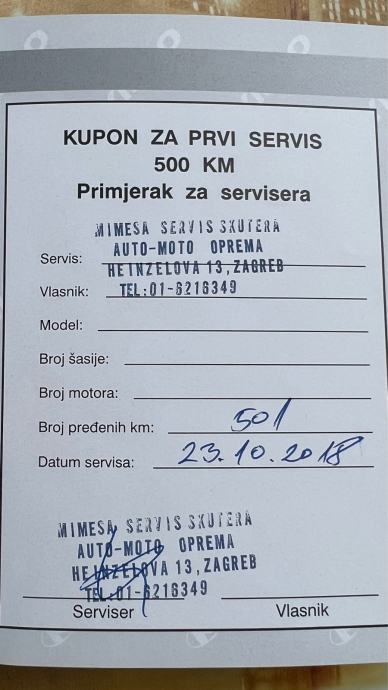 KUPON ZA PRVI SERVIS
500 KM
Primjerak za servisera
MIMESA SERVIS SKUTERA
AUTO-MOTO OPREMA
Servis: HEINZELOVA 13, ZAGREB
Vlasnik: TEL:01-6216349
Model:
Broj šasije:
Broj motora:
Broj pređenih km: 501
Datum servisa: 23.10.2018
MIMESA SERVIS SKUTERA
AUTO-MOTO OPREMA
HEINZELOVA 13, ZAGREB
TEL:01-6216349
Serviser Vlasnik